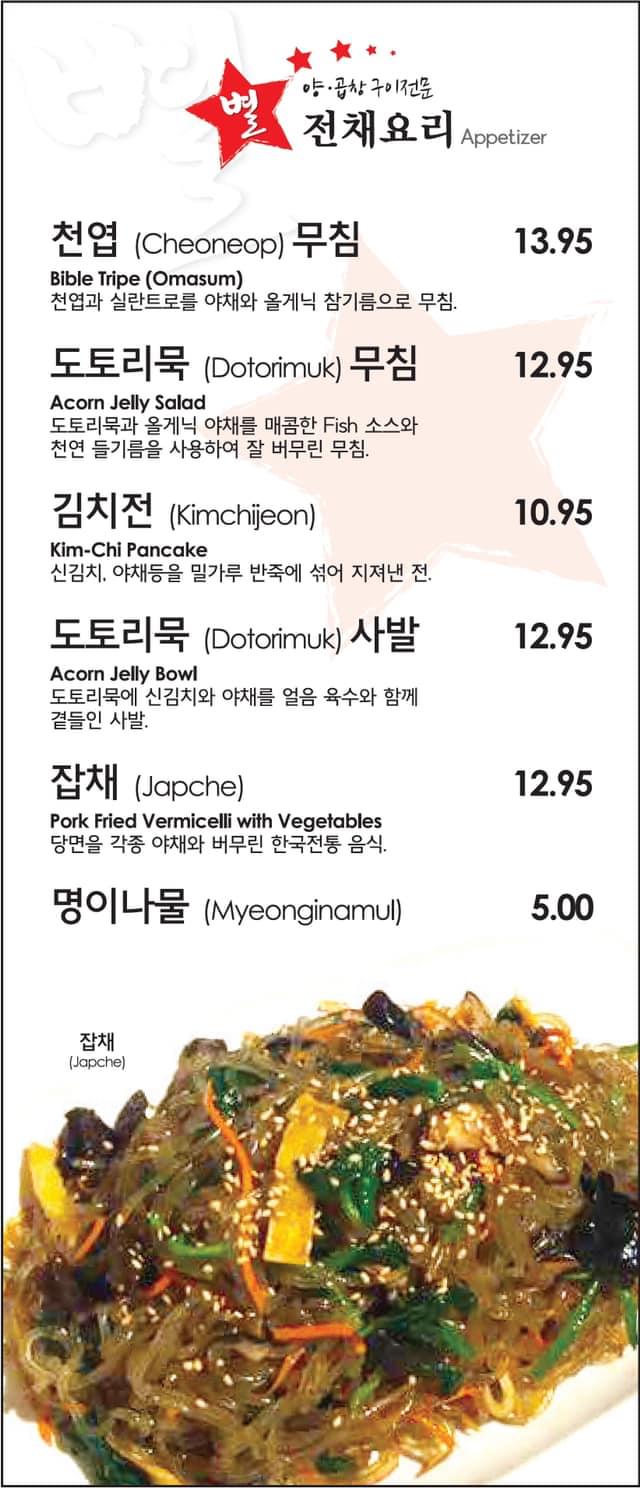 별
양·곱창 구이전문
전채요리 Appetizer
천엽 (Cheoneop) 무침 13.95
Bible Tripe (Omasum)
천엽과 실란트로를 야채와 올게닉 참기름으로 무침.
도토리묵 (Dotorimuk) 무침 12.95
Acorn Jelly Salad
도토리묵과 올게닉 야채를 매콤한 Fish 소스와
천연 들기름을 사용하여 잘 버무린 무침.
김치전 (Kimchijeon) 10.95
Kim-Chi Pancake
신김치, 야채등을 밀가루 반죽에 섞어 지져낸 전.
도토리묵 (Dotorimuk) 사발 12.95
Acorn Jelly Bowl
도토리묵에 신김치와 야채를 얼음 육수와 함께
곁들인 사발.
잡채 (Japche) 12.95
Pork Fried Vermicelli with Vegetables
당면을 각종 야채와 버무린 한국전통 음식.
명이나물 (Myeonginamul) 5.00
잡채
(Japche)